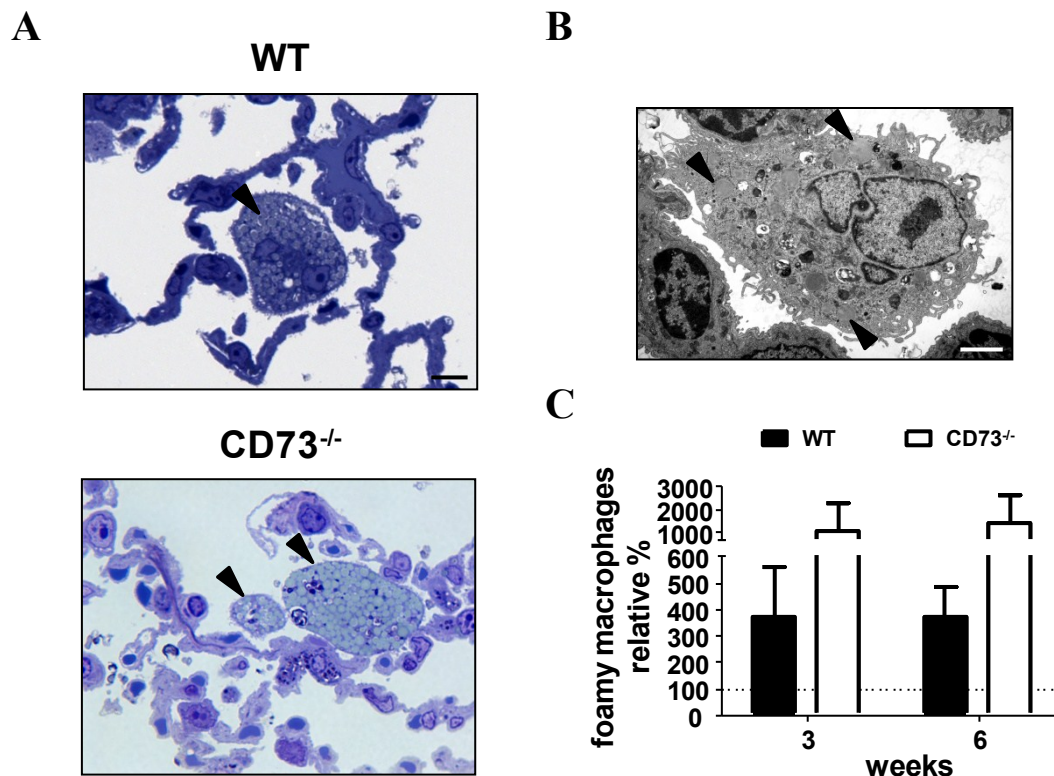 A
WT
CD73-/-
B
C
WT CD73-/-
foamy macrophages
relative %
3000
2000
1000
600
500
400
300
200
100
0
3 6
weeks